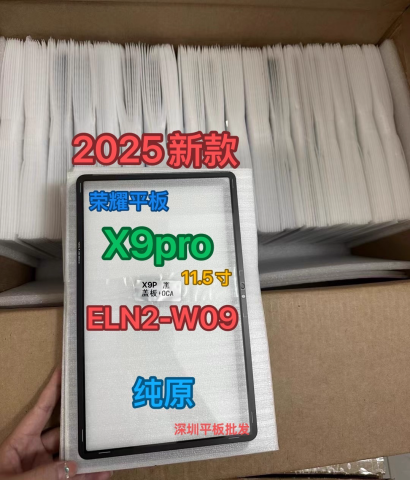 2025新款
荣耀平板
X9pro
11.5寸
X9P 黑
盖板+OCA
ELN2-W09
纯原
深圳平板批发